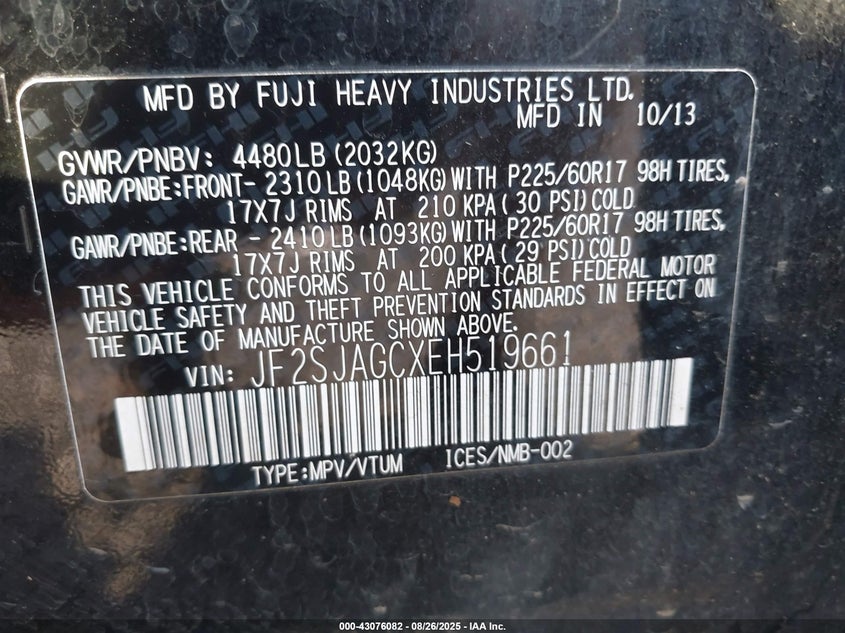 MFD BY FUJI HEAVY INDUSTRIES LTD.
MFD IN 10/13
GVWR/PNBV: 4480LB (2032KG)
GAWR/PNBE:FRONT- 2310LB (1048KG) WITH P225/60R17 98H TIRES,
17X7J RIMS AT 210 KPA (30 PSI) COLD
GAWR/PNBE:REAR - 2410LB (1093KG) WITH P225/60R17 98H TIRES,
17X7J RIMS AT 200 KPA (29 PSI) COLD
THIS VEHICLE CONFORMS TO ALL APPLICABLE FEDERAL MOTOR
VEHICLE SAFETY AND THEFT PREVENTION STANDARDS IN EFFECT ON
THE DATE OF MANUFACTURE SHOWN ABOVE.
VIN: JF2SJAGCXEH519661
TYPE:MPV/VTUM ICES/NMB-002
000-43076082 - 08/26/2025 - IAA Inc.